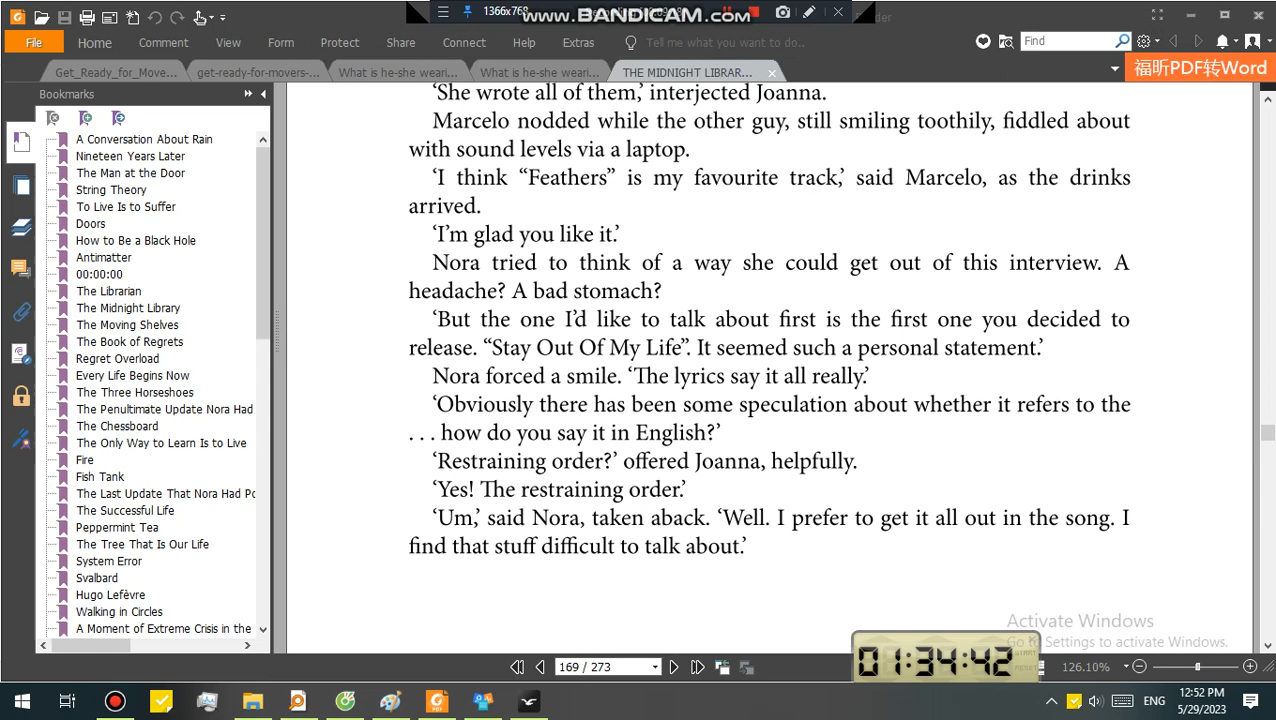 1366x768
www.BANDICAM.com
File Home Comment View Form Protect Share Connect Help Extras Tell me what you want to do.. Find
Get_Ready_for_Move... get-ready-for-movers-... What is he-she weari... What is he-she weari... THE MIDNIGHT LIBRAR... 福昕PDF转Word
Bookmarks
A Conversation About Rain
Nineteen Years Later
The Man at the Door
String Theory
To Live Is to Suffer
Doors
How to Be a Black Hole
Antimatter
00:00:00
The Librarian
The Midnight Library
The Moving Shelves
The Book of Regrets
Regret Overload
Every Life Begins Now
The Three Horseshoes
The Penultimate Update Nora Had
The Chessboard
The Only Way to Learn Is to Live
Fire
Fish Tank
The Last Update That Nora Had Po
The Successful Life
Peppermint Tea
The Tree That Is Our Life
System Error
Svalbard
Hugo Lefèvre
Walking in Circles
A Moment of Extreme Crisis in the
‘She wrote all of them,’ interjected Joanna.
Marcelo nodded while the other guy, still smiling toothily, fiddled about
with sound levels via a laptop.
‘I think “Feathers” is my favourite track,’ said Marcelo, as the drinks
arrived.
‘I’m glad you like it.’
Nora tried to think of a way she could get out of this interview. A
headache? A bad stomach?
‘But the one I’d like to talk about first is the first one you decided to
release. “Stay Out Of My Life”. It seemed such a personal statement.’
Nora forced a smile. ‘The lyrics say it all really.’
‘Obviously there has been some speculation about whether it refers to the
. . . how do you say it in English?’
‘Restraining order?’ offered Joanna, helpfully.
‘Yes! The restraining order.’
‘Um,’ said Nora, taken aback. ‘Well. I prefer to get it all out in the song. I
find that stuff difficult to talk about.’
Activate Windows
Go to Settings to activate Windows.
169 / 273
01:34:42
126.10%
ENG
12:52 PM
5/29/2023